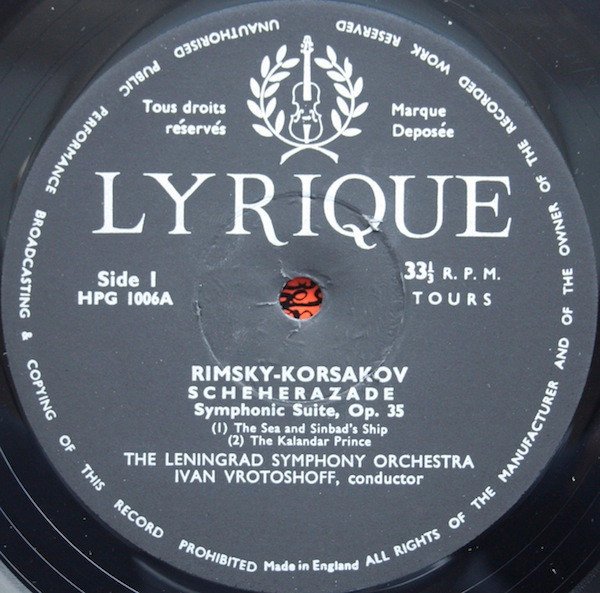 ALL RIGHTS OF THE MANUFACTURER AND OF THE OWNER OF THE RECORDED WORK RESERVED
UNAUTHORISED PUBLIC PERFORMANCE BROADCASTING & COPYING OF THIS RECORD PROHIBITED
Tous droits
réservés
Marque
Deposée
LYRIQUE
Side 1
HPG 1006A
33⅓ R. P. M.
TOURS
RIMSKY-KORSAKOV
SCHEHERAZADE
Symphonic Suite, Op. 35
(1) The Sea and Sinbad's Ship
(2) The Kalandar Prince
THE LENINGRAD SYMPHONY ORCHESTRA
IVAN VROTOSHOFF, conductor
Made in England